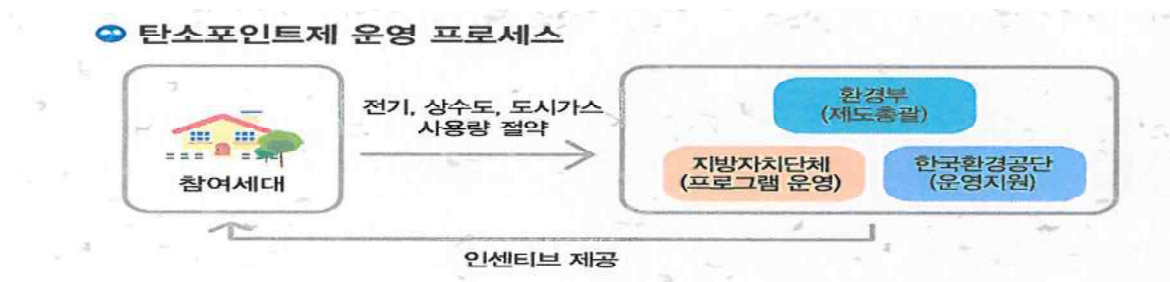 탄소포인트제 운영 프로세스
참여세대
전기, 상수도, 도시가스
사용량 절약
환경부
(제도총괄)
지방자치단체
(프로그램 운영)
한국환경공단
(운영지원)
인센티브 제공